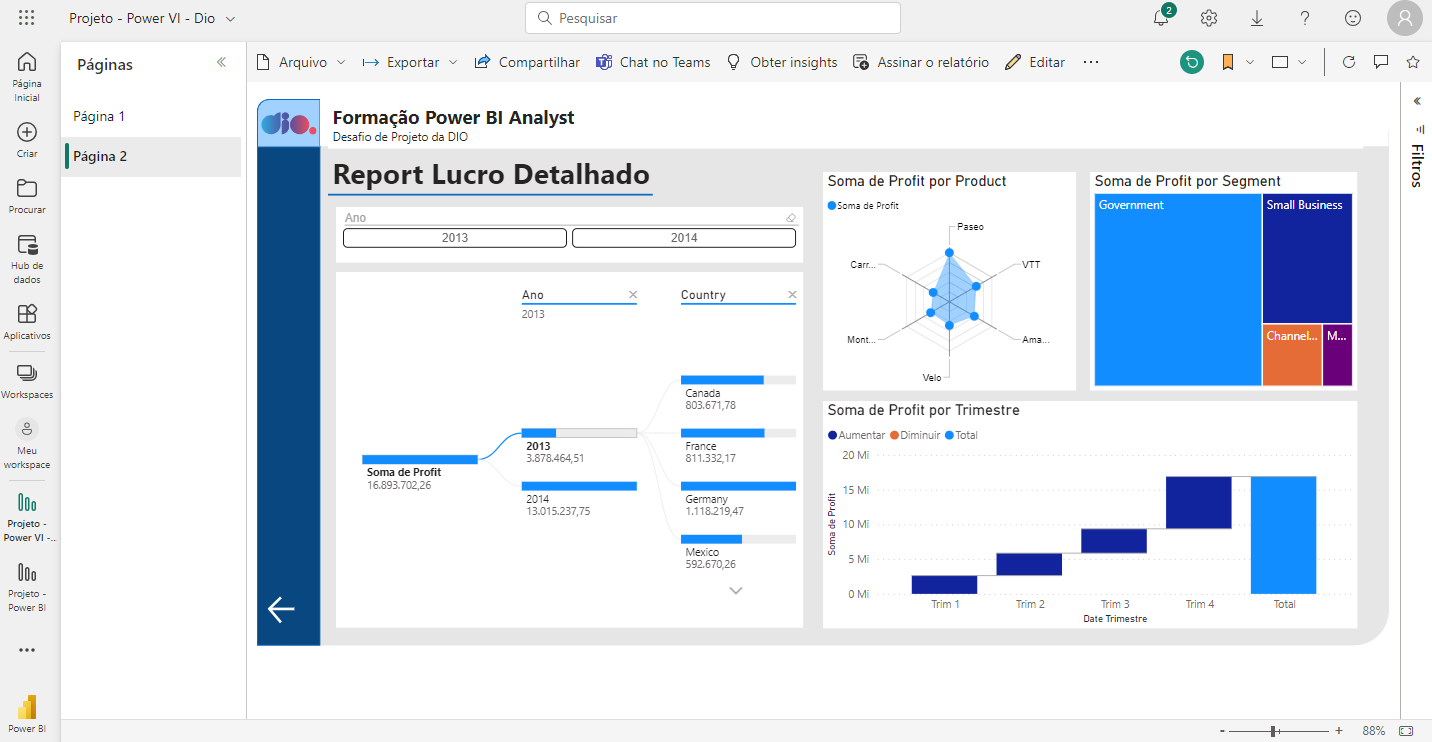 Projeto - Power VI - Dio
Pesquisar
2
Página Inicial
Criar
Procurar
Hub de dados
Aplicativos
Workspaces
Meu workspace
Projeto - Power VI -...
Projeto - Power BI
Power BI
Páginas
Página 1
Página 2
Arquivo
Exportar
Compartilhar
Chat no Teams
Obter insights
Assinar o relatório
Editar
dio.
Formação Power BI Analyst
Desafio de Projeto da DIO
Report Lucro Detalhado
Ano
2013
2014
Ano
2013
Country
Soma de Profit
16.893.702,26
2013
3.878.464,51
2014
13.015.237,75
Canada
803.671,78
France
811.332,17
Germany
1.118.219,47
Mexico
592.670,26
Soma de Profit por Product
Soma de Profit
Paseo
VTT
Ama...
Velo
Mont...
Carr...
Soma de Profit por Segment
Government
Small Business
Channel...
M...
Soma de Profit por Trimestre
Aumentar Diminuir Total
Soma de Profit
20 Mi
15 Mi
10 Mi
5 Mi
0 Mi
Trim 1 Trim 2 Trim 3 Trim 4 Total
Date Trimestre
Filtros
- + 88%